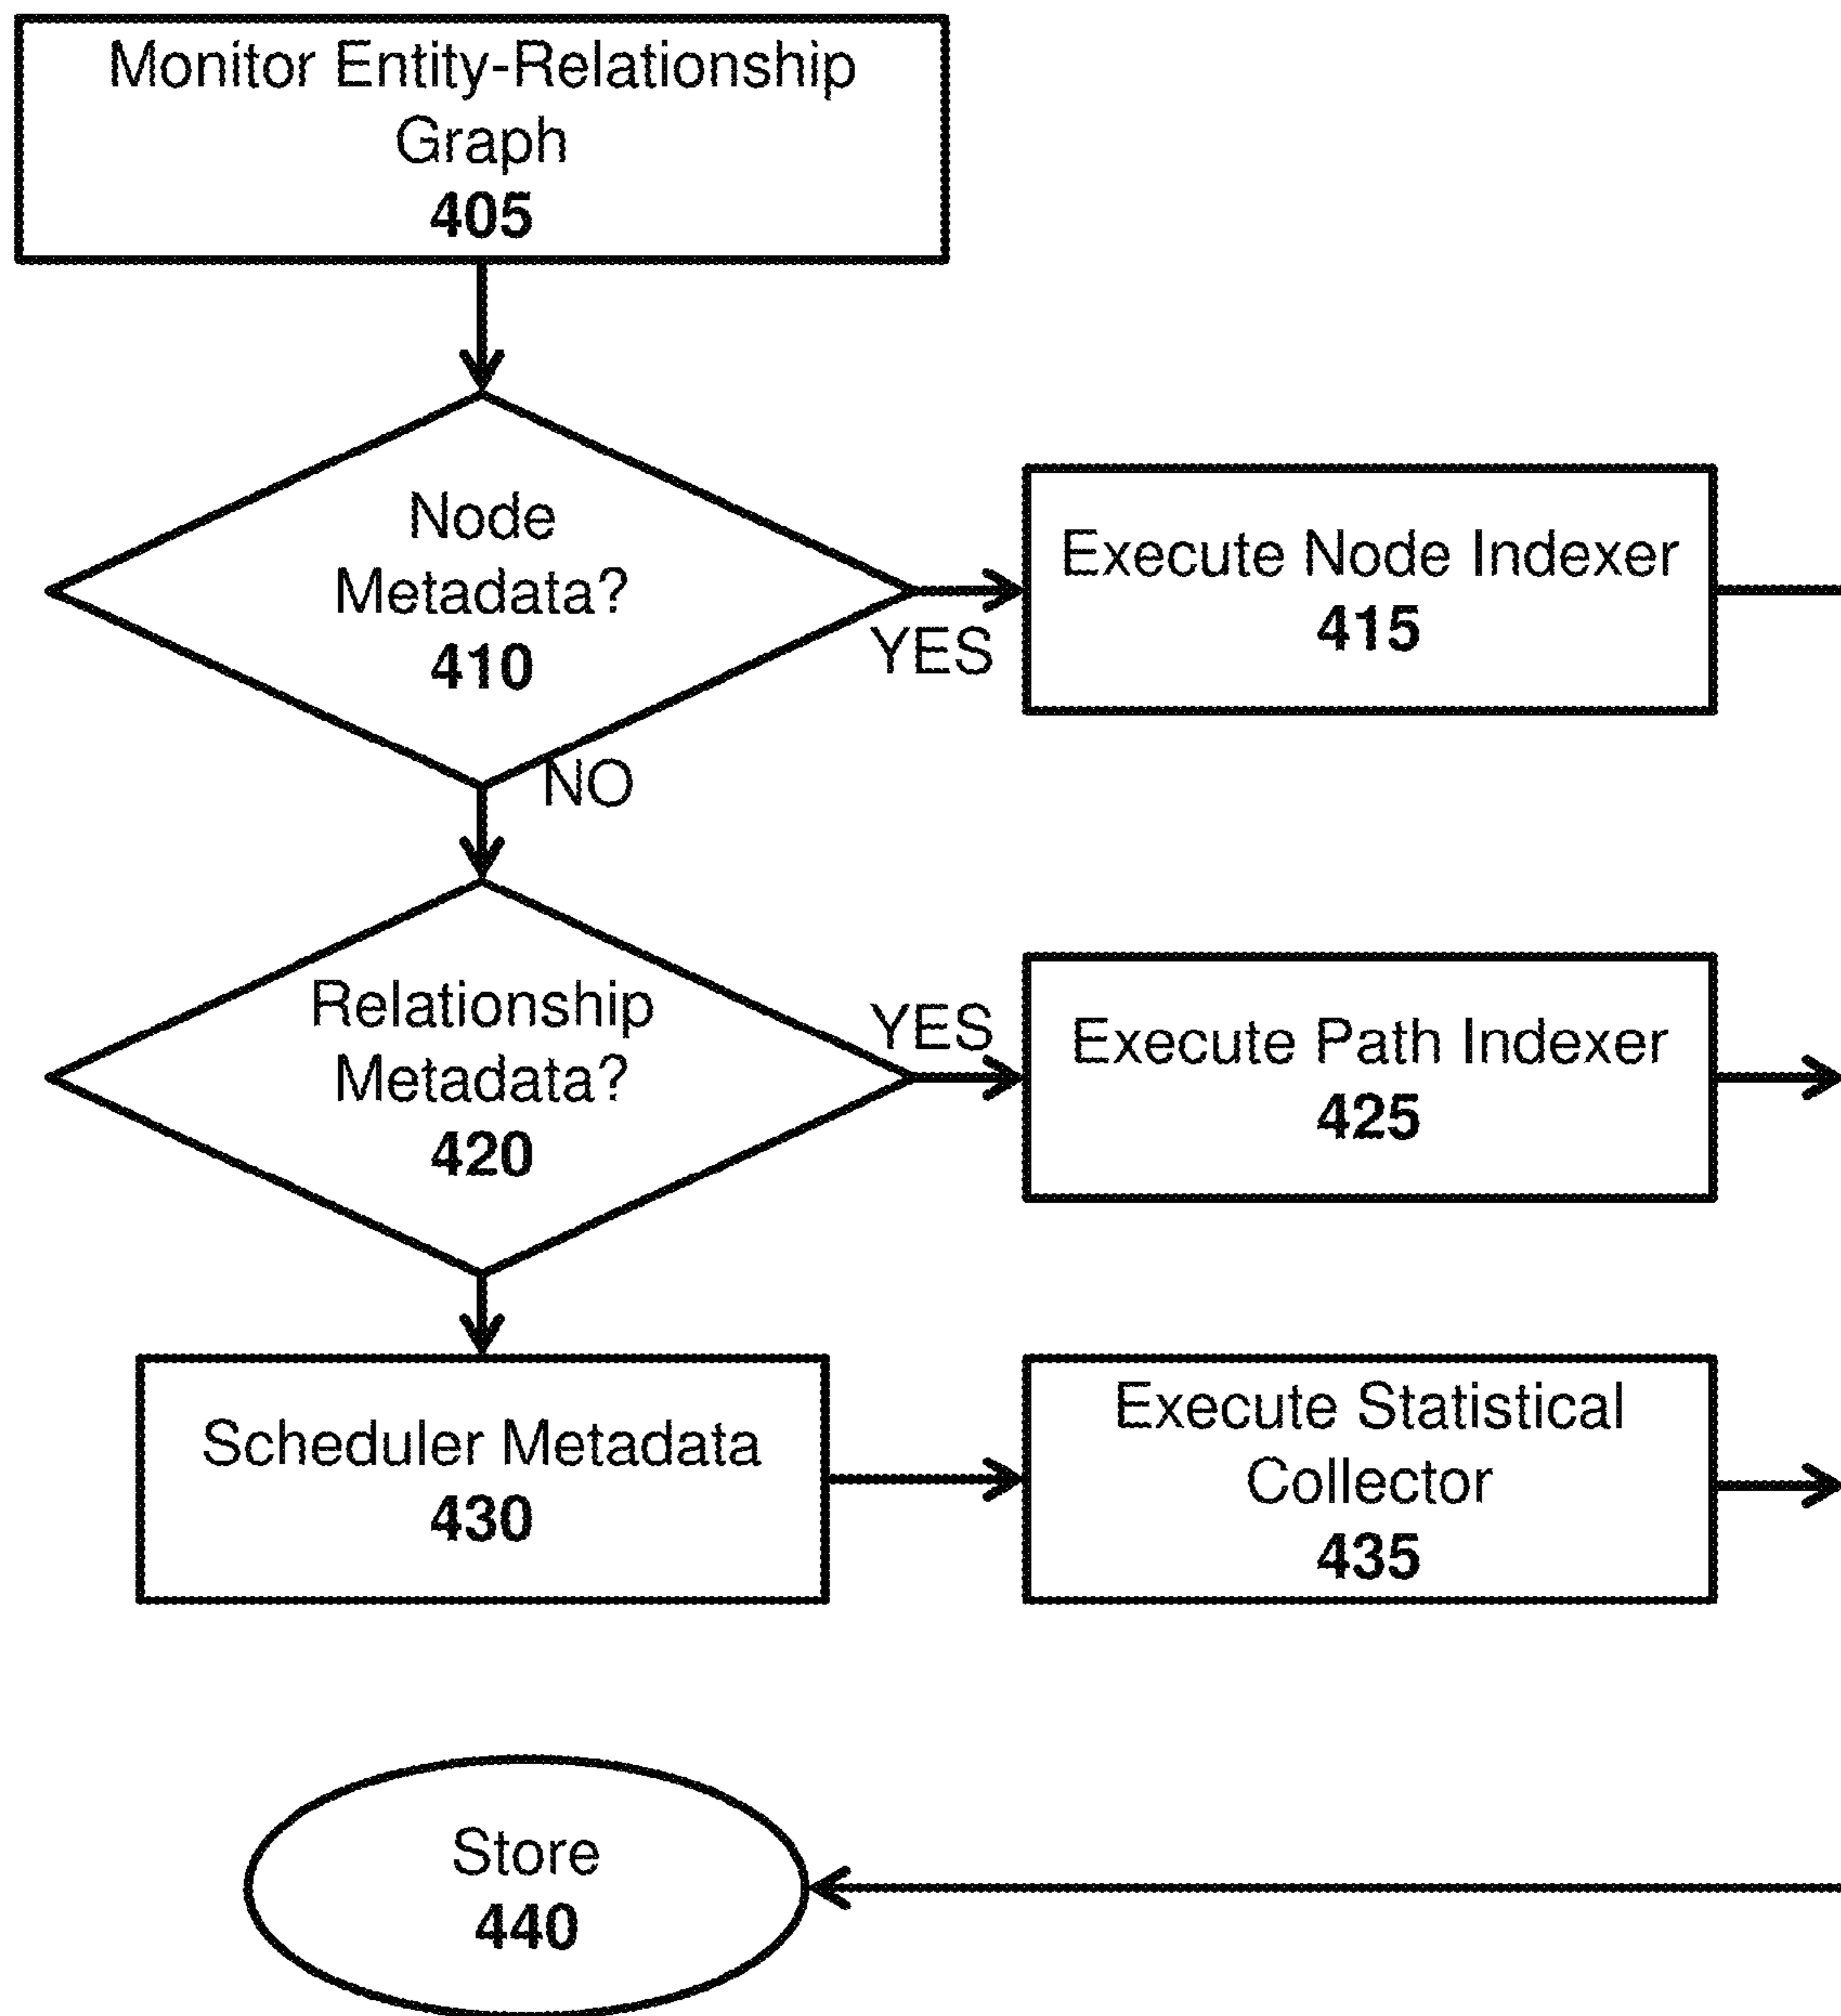 Monitor Entity-Relationship
Graph
405
Node
Metadata?
410
YES
Execute Node Indexer
415
NO
Relationship
Metadata?
420
YES
Execute Path Indexer
425
Scheduler Metadata
430
Execute Statistical
Collector
435
Store
440